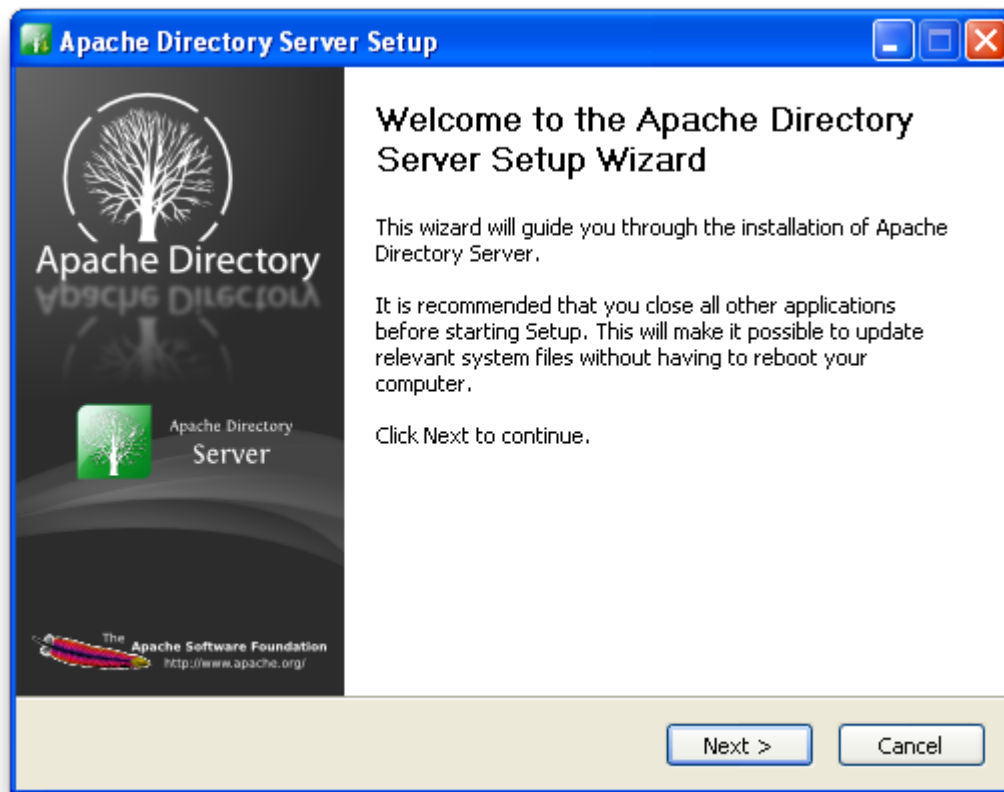 Apache Directory Server Setup
Apache Directory
Apache Directory
Server
The
Apache Software Foundation
http://www.apache.org/
Welcome to the Apache Directory
Server Setup Wizard
This wizard will guide you through the installation of Apache
Directory Server.
It is recommended that you close all other applications
before starting Setup. This will make it possible to update
relevant system files without having to reboot your
computer.
Click Next to continue.
Next >
Cancel